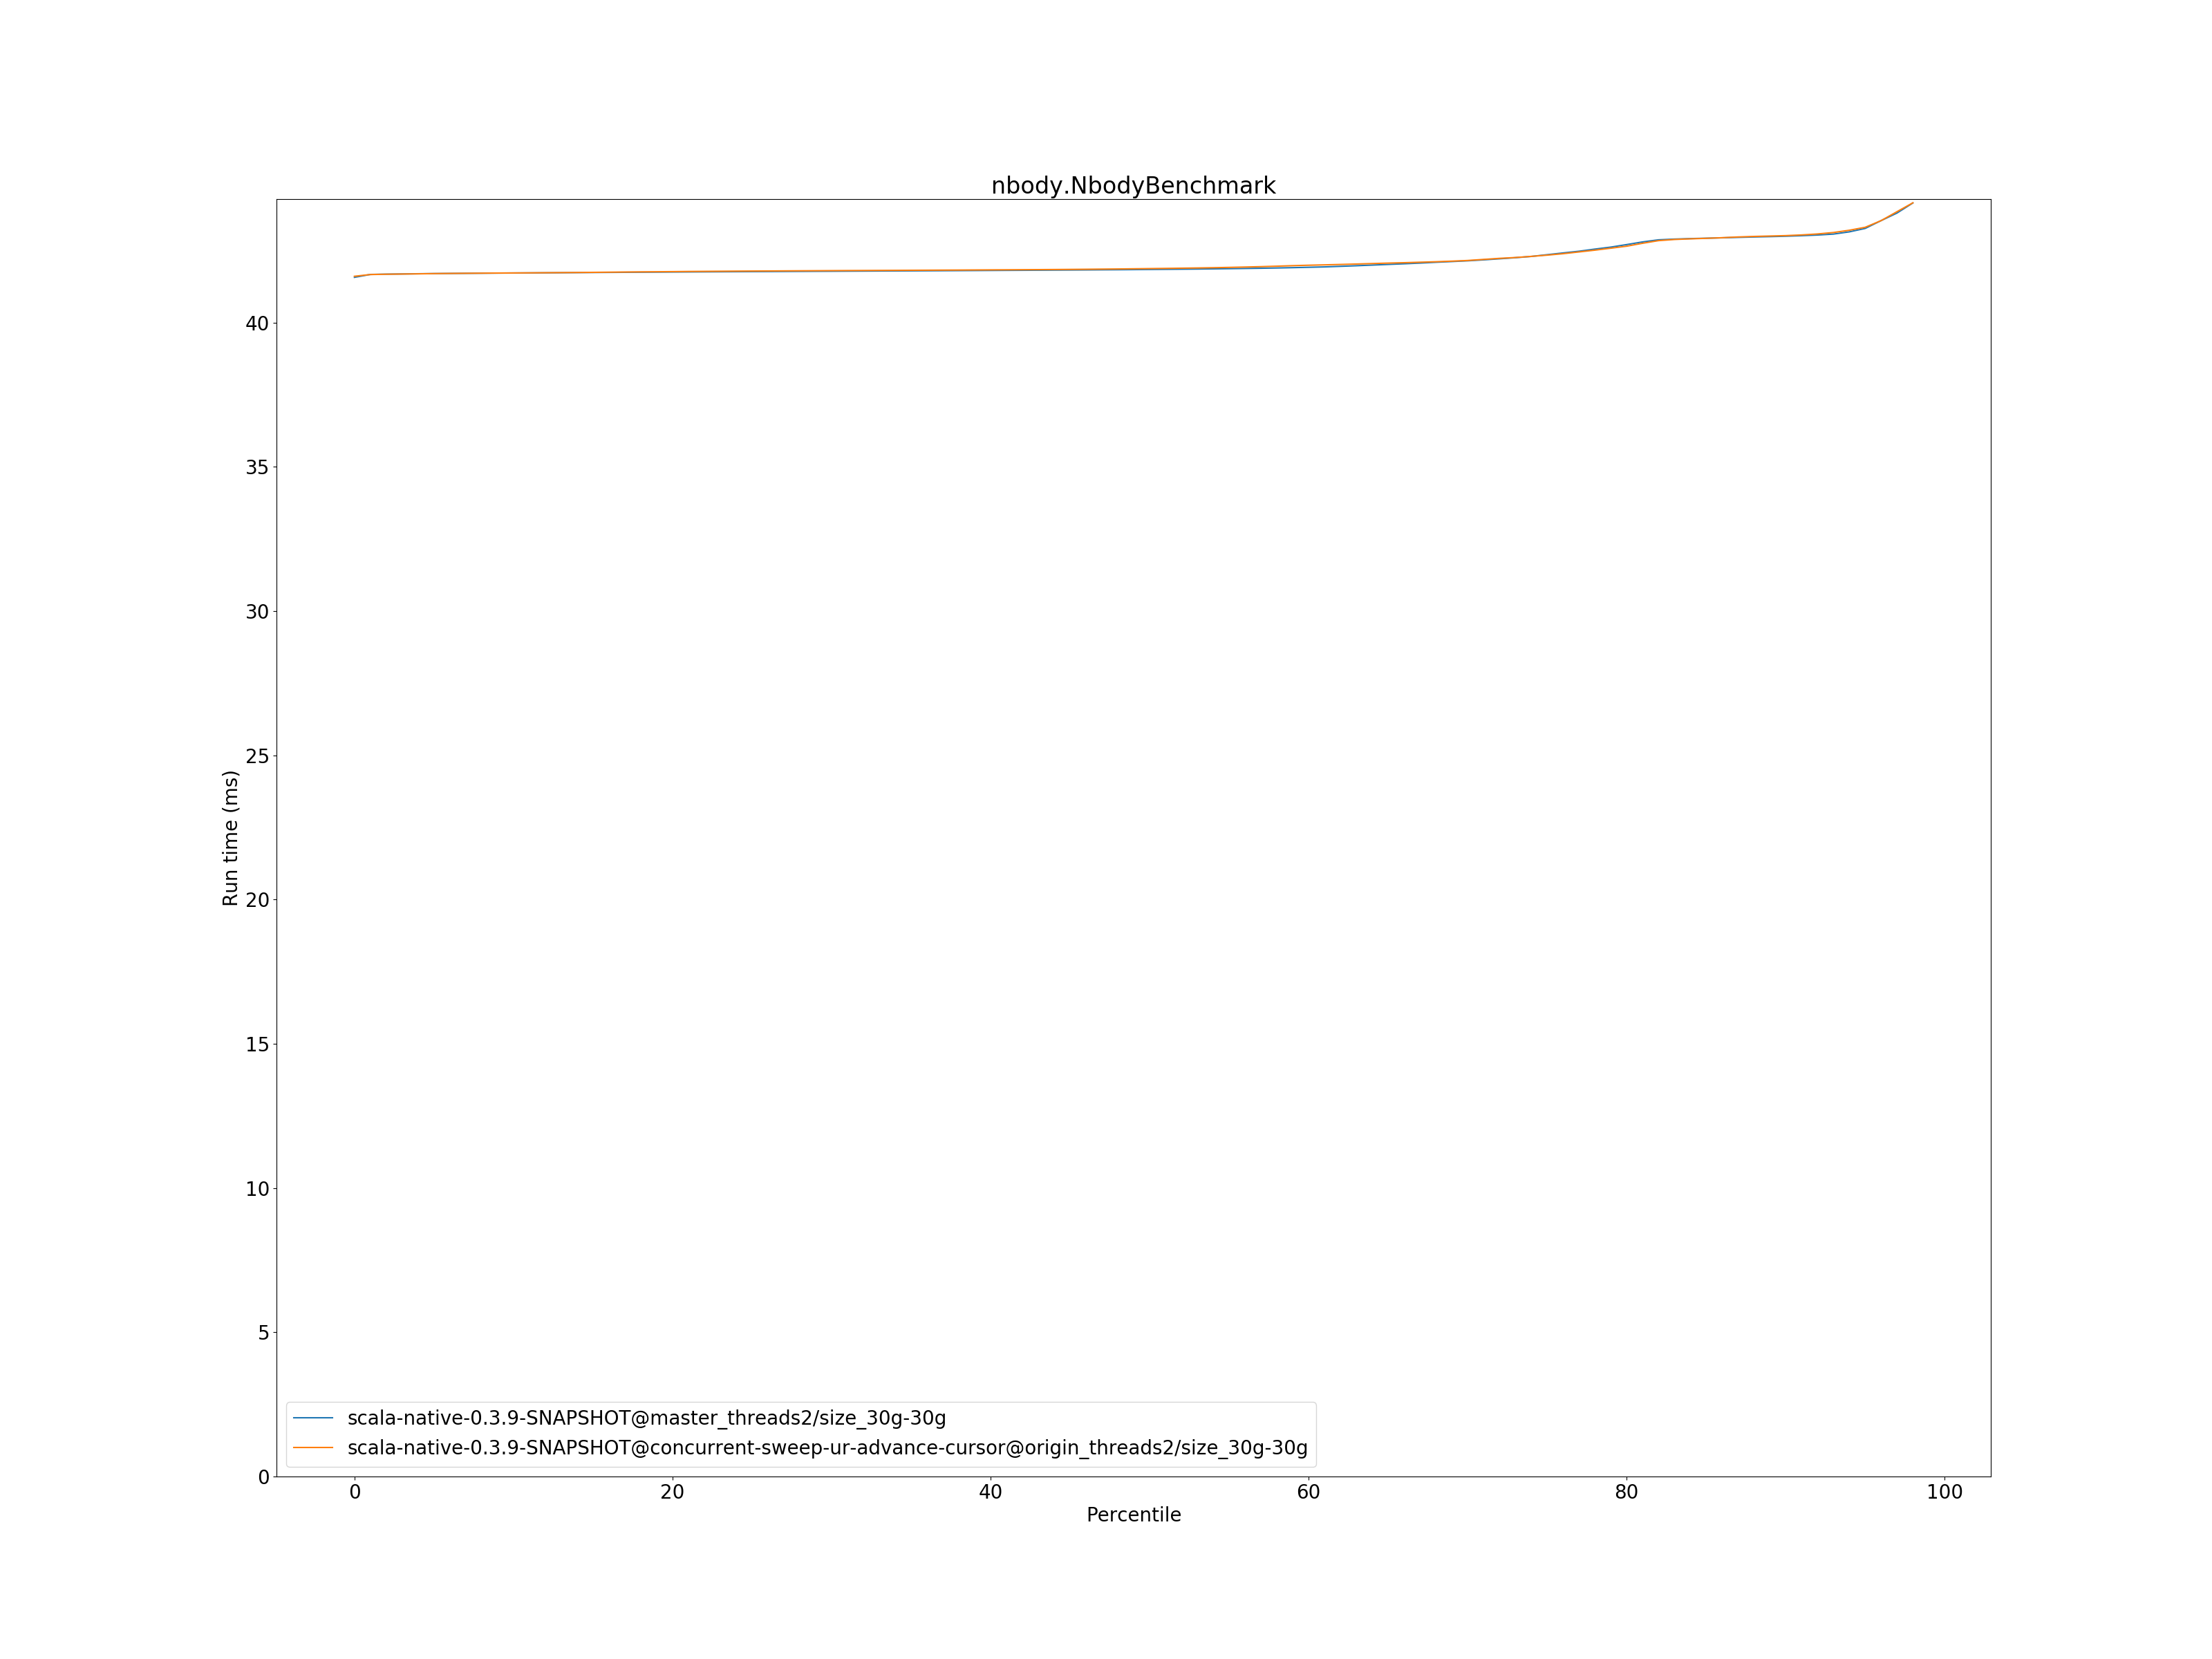 nbody.NbodyBenchmark
Run time (ms)
40
35
30
25
20
15
10
5
0
scala-native-0.3.9-SNAPSHOT@master_threads2/size_30g-30g
scala-native-0.3.9-SNAPSHOT@concurrent-sweep-ur-advance-cursor@origin_threads2/size_30g-30g
0 20 40 60 80 100
Percentile